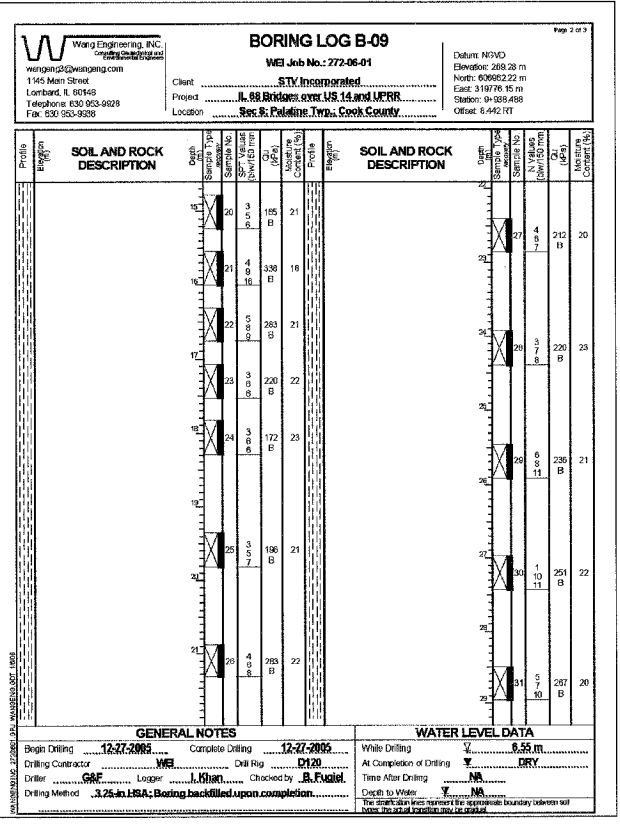 Page 2 of 3
Wang Engineering, INC.
Consulting Geotechnical and
Environmental Engineers
wangeng3@wangeng.com
1145 Main Street
Lombard, IL 60148
Telephone: 630 953-9928
Fax: 630 953-9938
BORING LOG B-09
WEI Job No.: 272-06-01
Client STV Incorporated
Project IL 68 Bridges over US 14 and UPRR
Location Sec 8; Palatine Twp.; Cook County
Datum: NGVD
Elevation: 269.28 m
North: 606962.22 m
East: 319776.15 m
Station: 9+938.488
Offset: 8.442 RT
Profile
Elevation (m)
SOIL AND ROCK DESCRIPTION
Depth (m)
Sample Type
recovery
Sample No.
SPT Values (blw/150 mm)
Qu (kPa)
Moisture Content (%)
Profile
Elevation (m)
SOIL AND ROCK DESCRIPTION
Depth (m)
Sample Type
recovery
Sample No.
N Values (blw/150 mm)
Qu (kPa)
Moisture Content (%)
15 20 3 5 6 165 B 21
16 21 4 9 16 338 B 18
22 5 8 9 283 B 21
17
23 3 6 6 220 B 22
18 24 3 6 6 172 B 23
19
25 3 5 7 196 B 21
20
21 26 4 6 8 283 B 22
22
27 4 6 7 212 B 20
23
24 28 3 7 8 220 B 23
25
29 6 8 11 236 B 21
26
27 30 1 10 11 251 B 22
28
31 5 7 10 267 B 20
29
GENERAL NOTES
Begin Drilling 12-27-2005 Complete Drilling 12-27-2005
Drilling Contractor WEI Drill Rig D120
Driller G&F Logger I. Khan Checked by B. Fugiel
Drilling Method 3.25-in HSA; Boring backfilled upon completion
WATER LEVEL DATA
While Drilling 6.55 m
At Completion of Drilling DRY
Time After Drilling NA
Depth to Water NA
The stratification lines represent the approximate boundary between soil
types; the actual transition may be gradual.